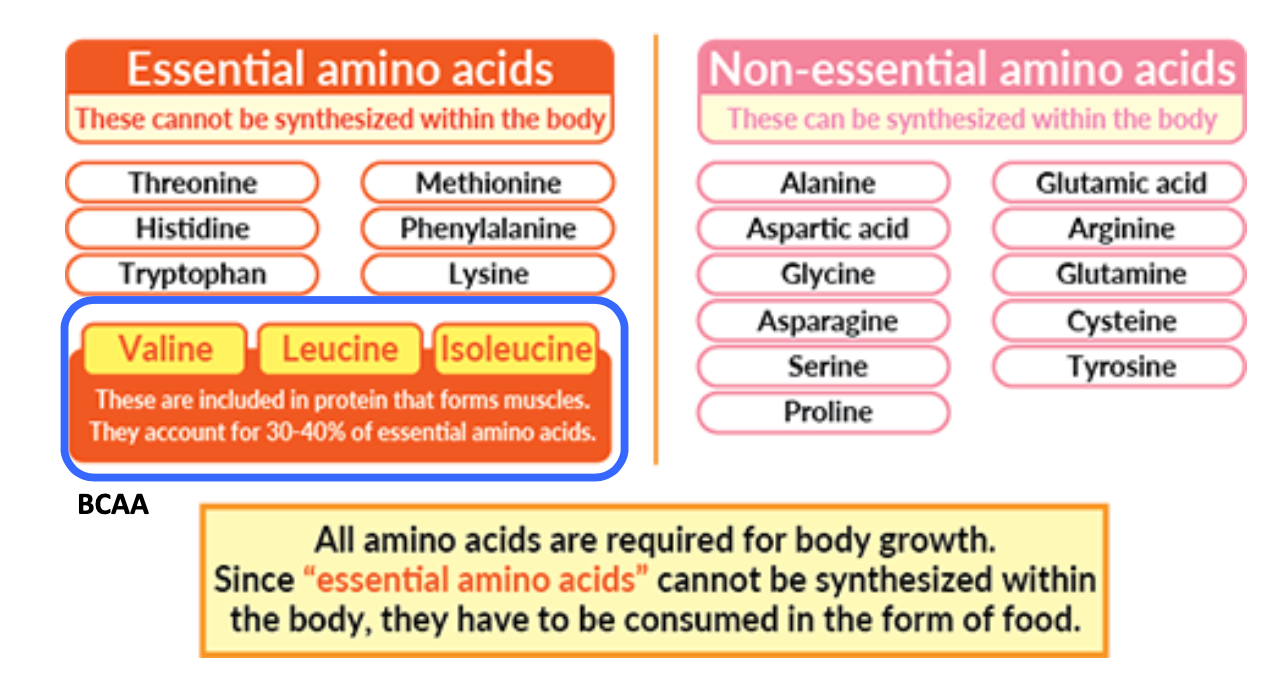 Essential amino acids
These cannot be synthesized within the body
Threonine
Methionine
Histidine
Phenylalanine
Tryptophan
Lysine
Valine
Leucine
Isoleucine
These are included in protein that forms muscles.
They account for 30-40% of essential amino acids.
BCAA
Non-essential amino acids
These can be synthesized within the body
Alanine
Glutamic acid
Aspartic acid
Arginine
Glycine
Glutamine
Asparagine
Cysteine
Serine
Tyrosine
Proline
All amino acids are required for body growth.
Since “essential amino acids” cannot be synthesized within
the body, they have to be consumed in the form of food.